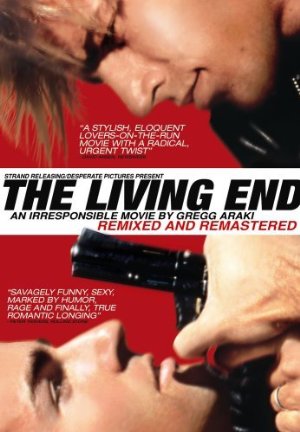 "A STYLISH, ELOQUENT
LOVERS-ON-THE-RUN
MOVIE WITH A RADICAL,
URGENT TWIST"
STRAND RELEASING/DESPERATE PICTURES PRESENT
THE LIVING END
AN IRRESPONSIBLE MOVIE BY GREGG ARAKI
REMIXED AND REMASTERED
"SAVAGELY FUNNY, SEXY,
MARKED BY HUMOR,
RAGE AND FINALLY, TRUE
ROMANTIC LONGING"